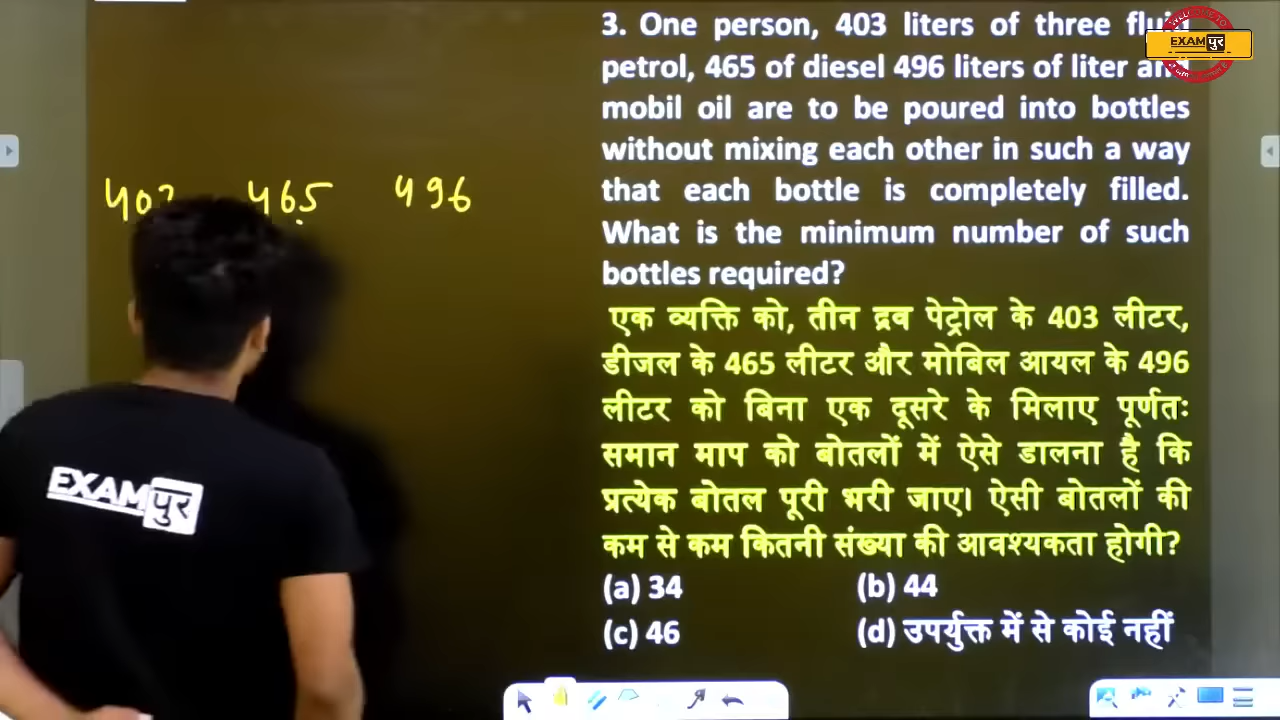 3. One person, 403 liters of three fluid
petrol, 465 of diesel 496 liters of liter and
mobil oil are to be poured into bottles
without mixing each other in such a way
that each bottle is completely filled.
What is the minimum number of such
bottles required?
एक व्यक्ति को, तीन द्रव पेट्रोल के 403 लीटर,
डीजल के 465 लीटर और मोबिल आयल के 496
लीटर को बिना एक दूसरे के मिलाए पूर्णतः
समान माप को बोतलों में ऐसे डालना है कि
प्रत्येक बोतल पूरी भरी जाए। ऐसी बोतलों की
कम से कम कितनी संख्या की आवश्यकता होगी?
(a) 34 (b) 44
(c) 46 (d) उपर्युक्त में से कोई नहीं
403 465 496
EXAMपुर
EXAMपुर